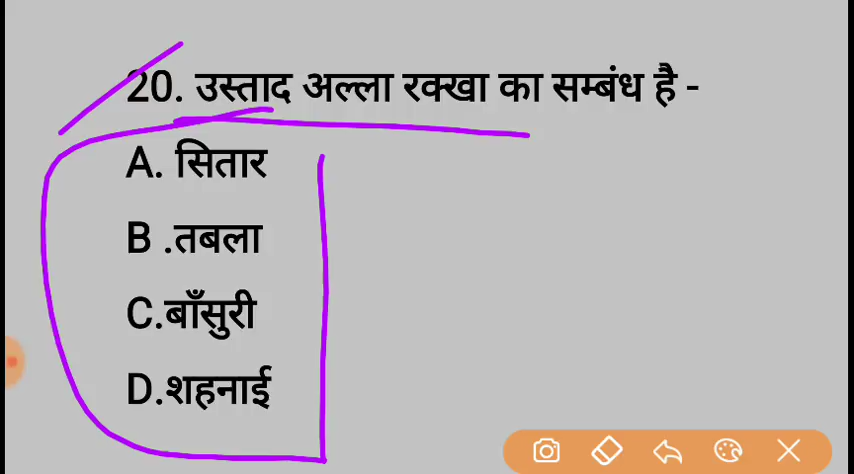 20. उस्ताद अल्ला रक्खा का सम्बंध है -
A. सितार
B .तबला
C.बाँसुरी
D.शहनाई